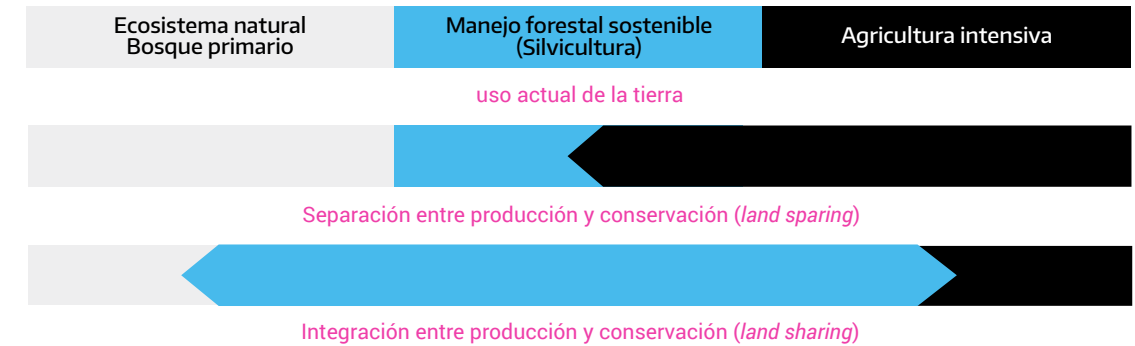 Ecosistema natural
Bosque primario
Manejo forestal sostenible
(Silvicultura)
Agricultura intensiva
uso actual de la tierra
Separación entre producción y conservación (land sparing)
Integración entre producción y conservación (land sharing)